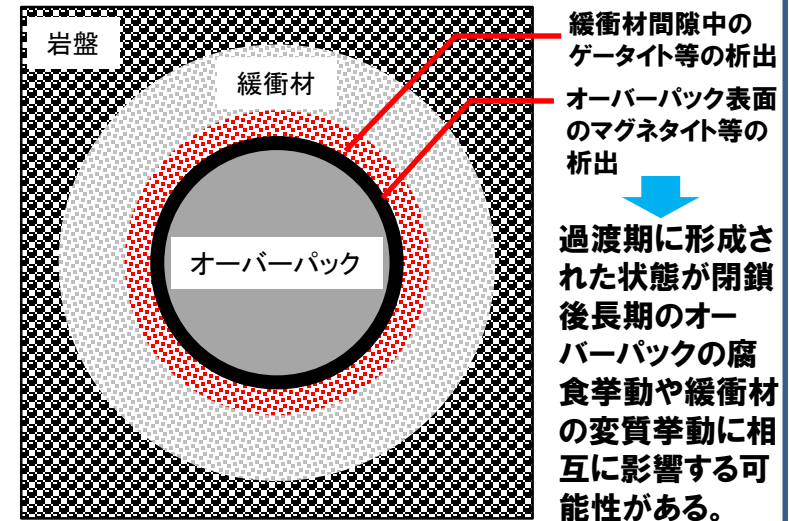 岩盤
緩衝材
オーバーパック
緩衝材間隙中の
ゲータイト等の析出
オーバーパック表面
のマグネタイト等の
析出
過渡期に形成さ
れた状態が閉鎖
後長期のオー
バーパックの腐
食挙動や緩衝材
の変質挙動に相
互に影響する可
能性がある。